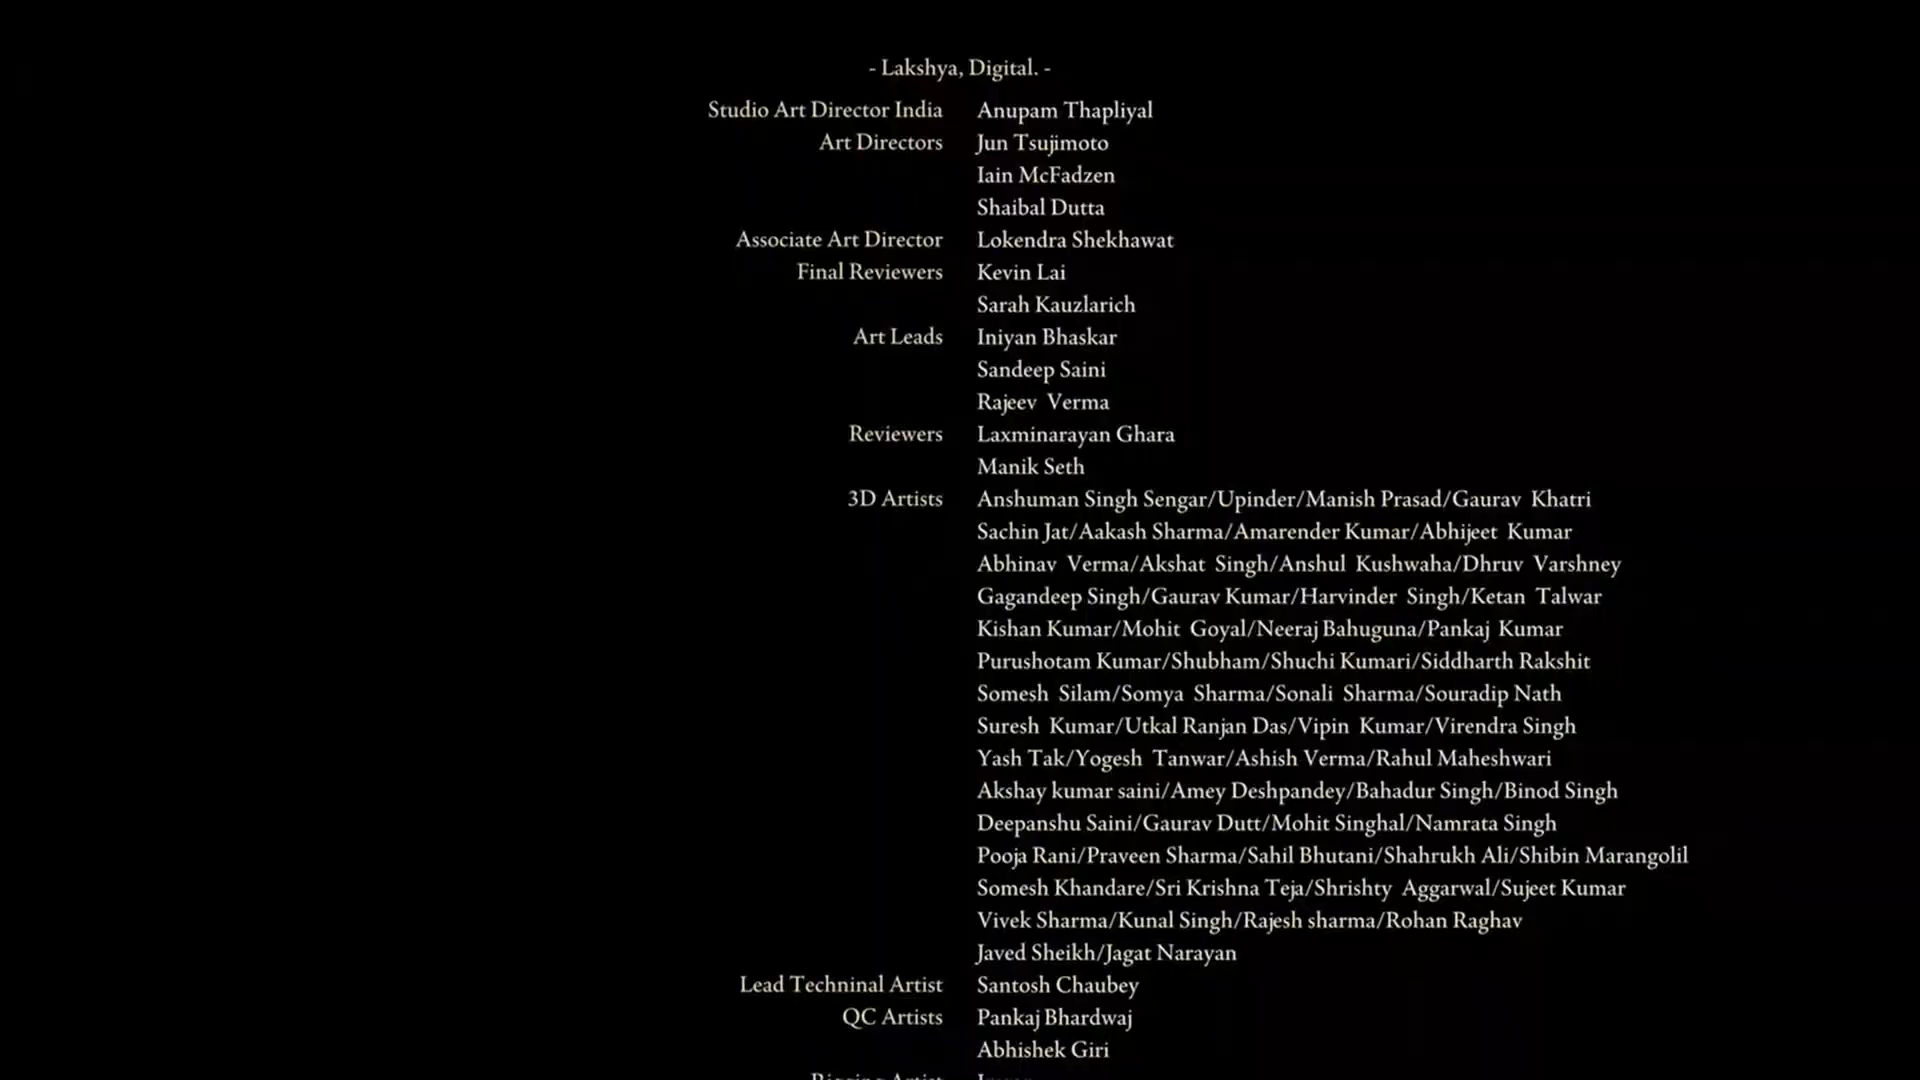 - Lakshya, Digital. -
Studio Art Director India Anupam Thapliyal
Art Directors Jun Tsujimoto
Iain McFadzen
Shaibal Dutta
Associate Art Director Lokendra Shekhawat
Final Reviewers Kevin Lai
Sarah Kauzlarich
Art Leads Iniyan Bhaskar
Sandeep Saini
Rajeev Verma
Reviewers Laxminarayan Ghara
Manik Seth
3D Artists Anshuman Singh Sengar/Upinder/Manish Prasad/Gaurav Khatri
Sachin Jat/Aakash Sharma/Amarender Kumar/Abhijeet Kumar
Abhinav Verma/Akshat Singh/Anshul Kushwaha/Dhruv Varshney
Gagandeep Singh/Gaurav Kumar/Harvinder Singh/Ketan Talwar
Kishan Kumar/Mohit Goyal/Neeraj Bahuguna/Pankaj Kumar
Purushotam Kumar/Shubham/Shuchi Kumari/Siddharth Rakshit
Somesh Silam/Somya Sharma/Sonali Sharma/Souradip Nath
Suresh Kumar/Utkal Ranjan Das/Vipin Kumar/Virendra Singh
Yash Tak/Yogesh Tanwar/Ashish Verma/Rahul Maheshwari
Akshay kumar saini/Amey Deshpandey/Bahadur Singh/Binod Singh
Deepanshu Saini/Gaurav Dutt/Mohit Singhal/Namrata Singh
Pooja Rani/Praveen Sharma/Sahil Bhutani/Shahrukh Ali/Shibin Marangolil
Somesh Khandare/Sri Krishna Teja/Shrishty Aggarwal/Sujeet Kumar
Vivek Sharma/Kunal Singh/Rajesh sharma/Rohan Raghav
Javed Sheikh/Jagat Narayan
Lead Techninal Artist Santosh Chaubey
QC Artists Pankaj Bhardwaj
Abhishek Giri
Rigging Artist